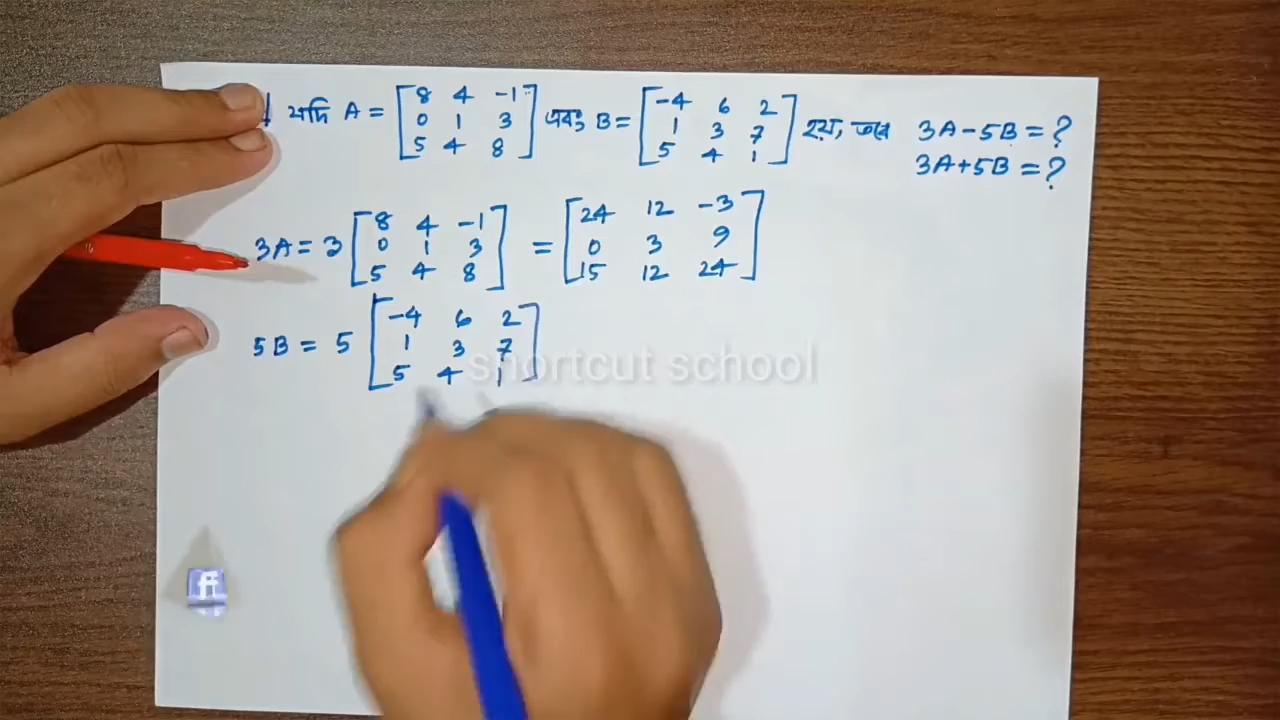 যদি A = [8 4 -1 0 1 3 5 4 8] এবং B = [-4 6 2 1 3 7 5 4 1] হয়, তবে 3A-5B = ?
3A+5B = ?
3A = 3 [8 4 -1 0 1 3 5 4 8] = [24 12 -3 0 3 9 15 12 24]
5B = 5 [-4 6 2 1 3 7 5 4 1]
shortcut school